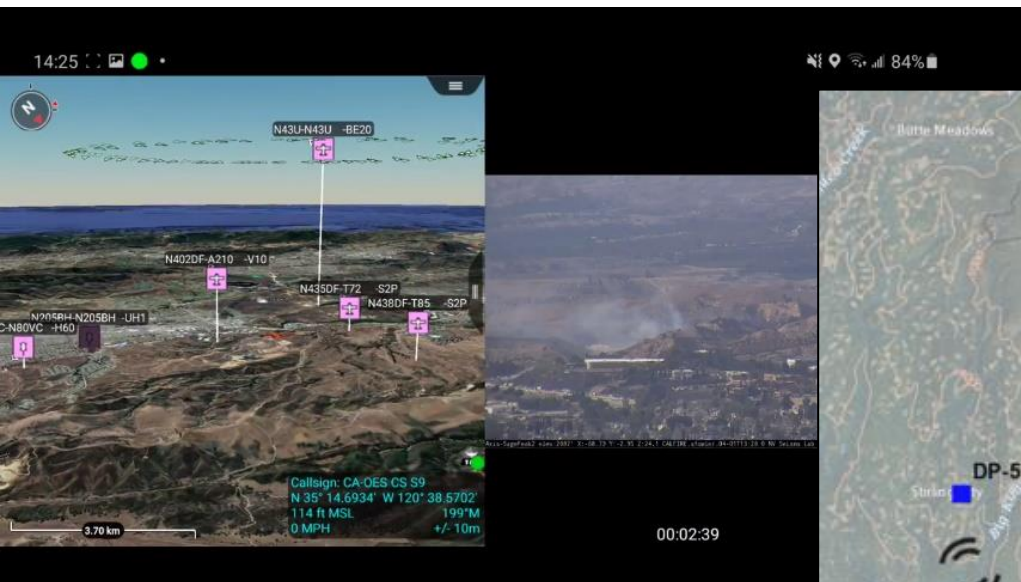 14:25
84%
N
N43U-N43U -BE20
N402DF-A210 -V10
N435DF-T72 -S2P
N438DF-T85 -S2P
N205BH-N205BH -UH1
C-N80VC -H60
Callsign: CA-OES CS S9
N 35° 14.6934' W 120° 38.5702'
114 ft MSL 199°M
0 MPH +/- 10m
3.70 km
00:02:39
Butte Meadows
DP-5